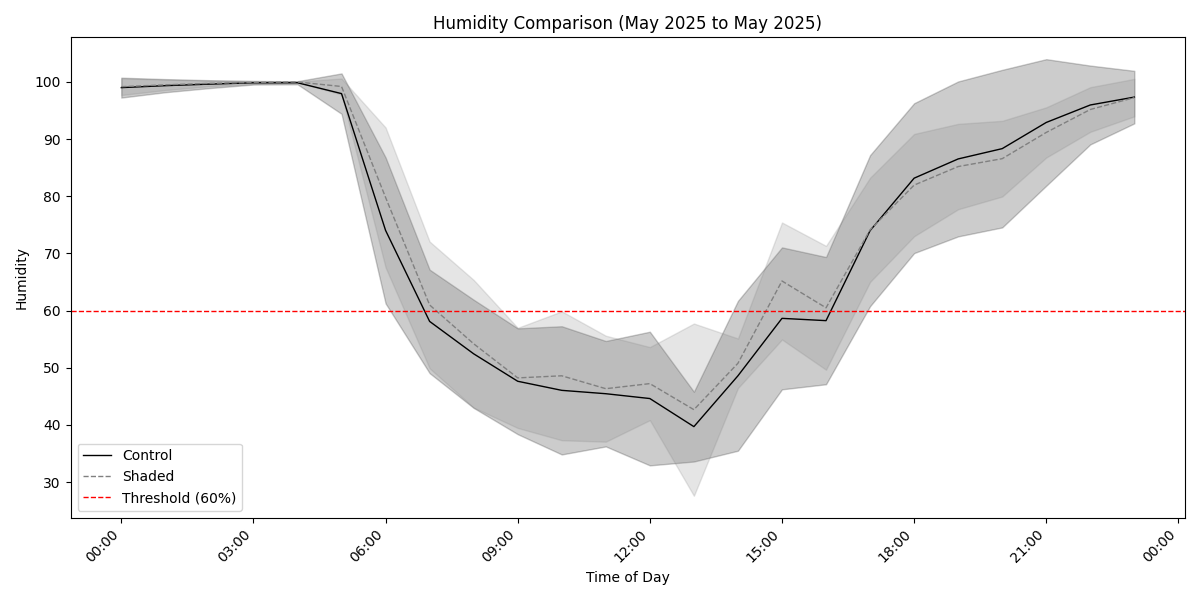 Humidity Comparison (May 2025 to May 2025)
100
90
80
70
60
50
40
30
Humidity
Control
Shaded
Threshold (60%)
00:00
03:00
06:00
09:00
12:00
15:00
18:00
21:00
00:00
Time of Day